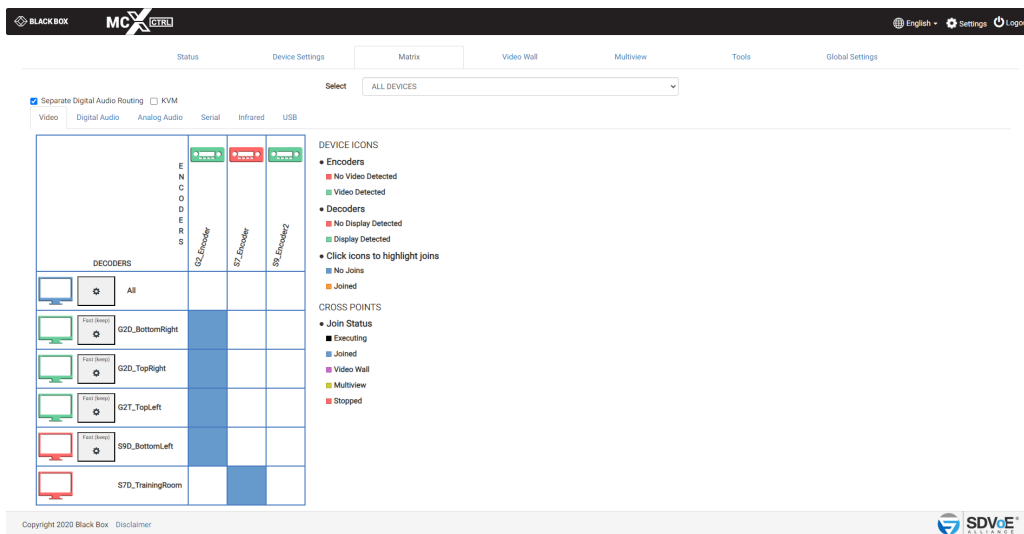 BLACK BOX
MCX CTRL
English
Settings
Logou
Status
Device Settings
Matrix
Video Wall
Multiview
Tools
Global Settings
Select
ALL DEVICES
Separate Digital Audio Routing
KVM
Video
Digital Audio
Analog Audio
Serial
Infrared
USB
ENCODERS
DECODERS
G2_Encoder
S7_Encoder
S9_Encoder2
All
Fast (keep)
G2D_BottomRight
Fast (keep)
G2D_TopRight
Fast (keep)
G2T_TopLeft
Fast (keep)
S9D_BottomLeft
S7D_TrainingRoom
DEVICE ICONS
• Encoders
No Video Detected
Video Detected
• Decoders
No Display Detected
Display Detected
• Click icons to highlight joins
No Joins
Joined
CROSS POINTS
• Join Status
Executing
Joined
Video Wall
Multiview
Stopped
Copyright 2020 Black Box Disclaimer
SDVoE
ALLIANCE